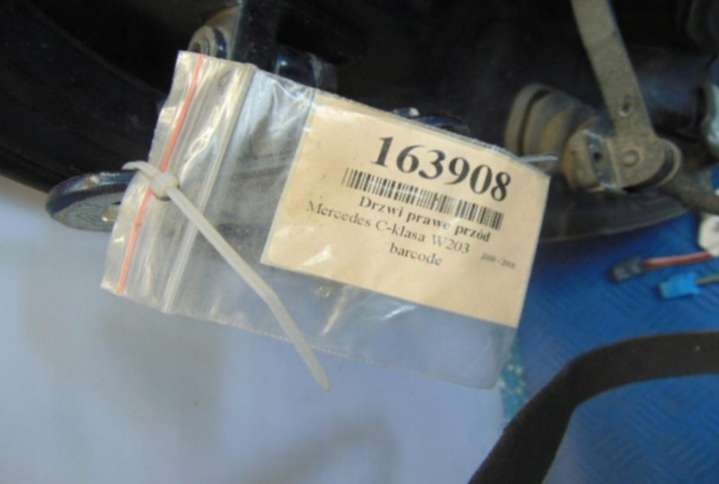 163908
Drzwi prawe przód
Mercedes C-klasa W203
barcode